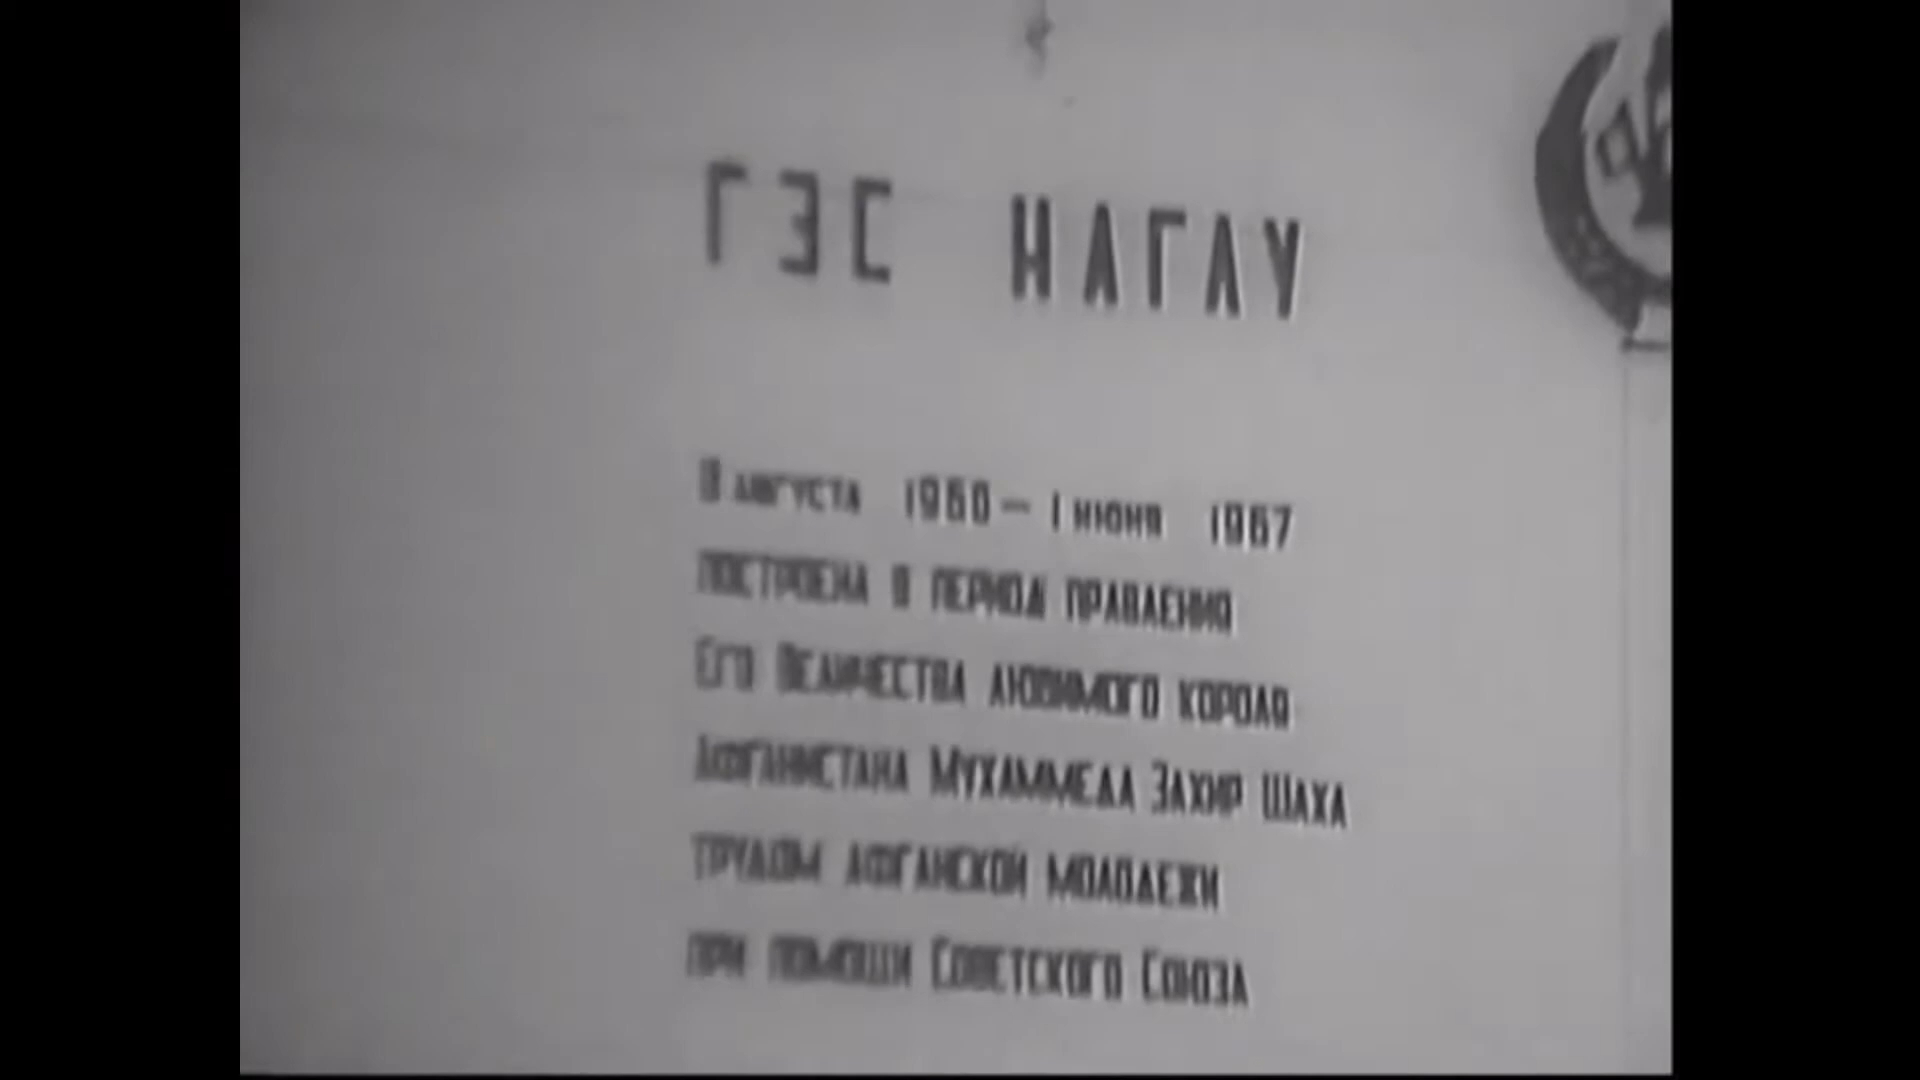 ГЭС НАГЛУ
августа 1960 – 1 июня 1967
построена в период правления
Его Величества любимого короля
Афганистана Мухаммеда Захир Шаха
трудом афганской молодежи
при помощи Советского Союза